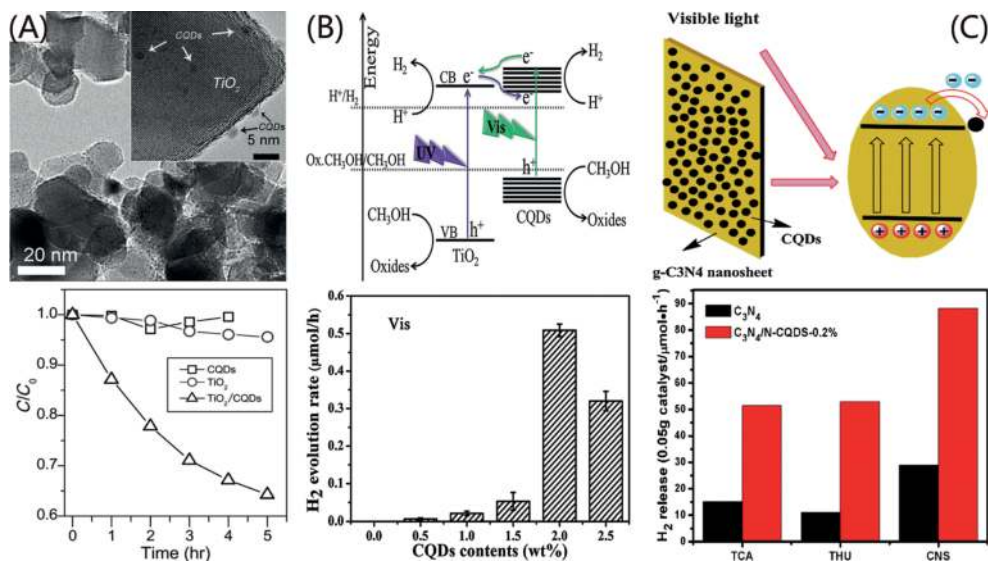 (A)
CQDs
TiO2
CQDs
5 nm
20 nm
C/C0
1.0
0.9
0.8
0.7
0.6
CQDs
TiO2
TiO2/CQDs
0 1 2 3 4 5
Time (hr)
(B)
Energy
H2
H+/H2
H+
CB
e-
e-
e-
H2
H+
UV
Vis
Ox.CH3OH/CH3OH
h+
CH3OH
Oxides
CQDs
CH3OH
Oxides
VB
h+
TiO2
H2 evolution rate (μmol/h)
0.6
0.5
0.4
0.3
0.2
0.1
0.0
Vis
0.0 0.5 1.0 1.5 2.0 2.5
CQDs contents (wt%)
(C)
Visible light
CQDs
g-C3N4 nanosheet
H2 release (0.05g catalyst/μmol•h-1)
90
80
70
60
50
40
30
20
10
0
C3N4
C3N4/N-CQDS-0.2%
TCA THU CNS